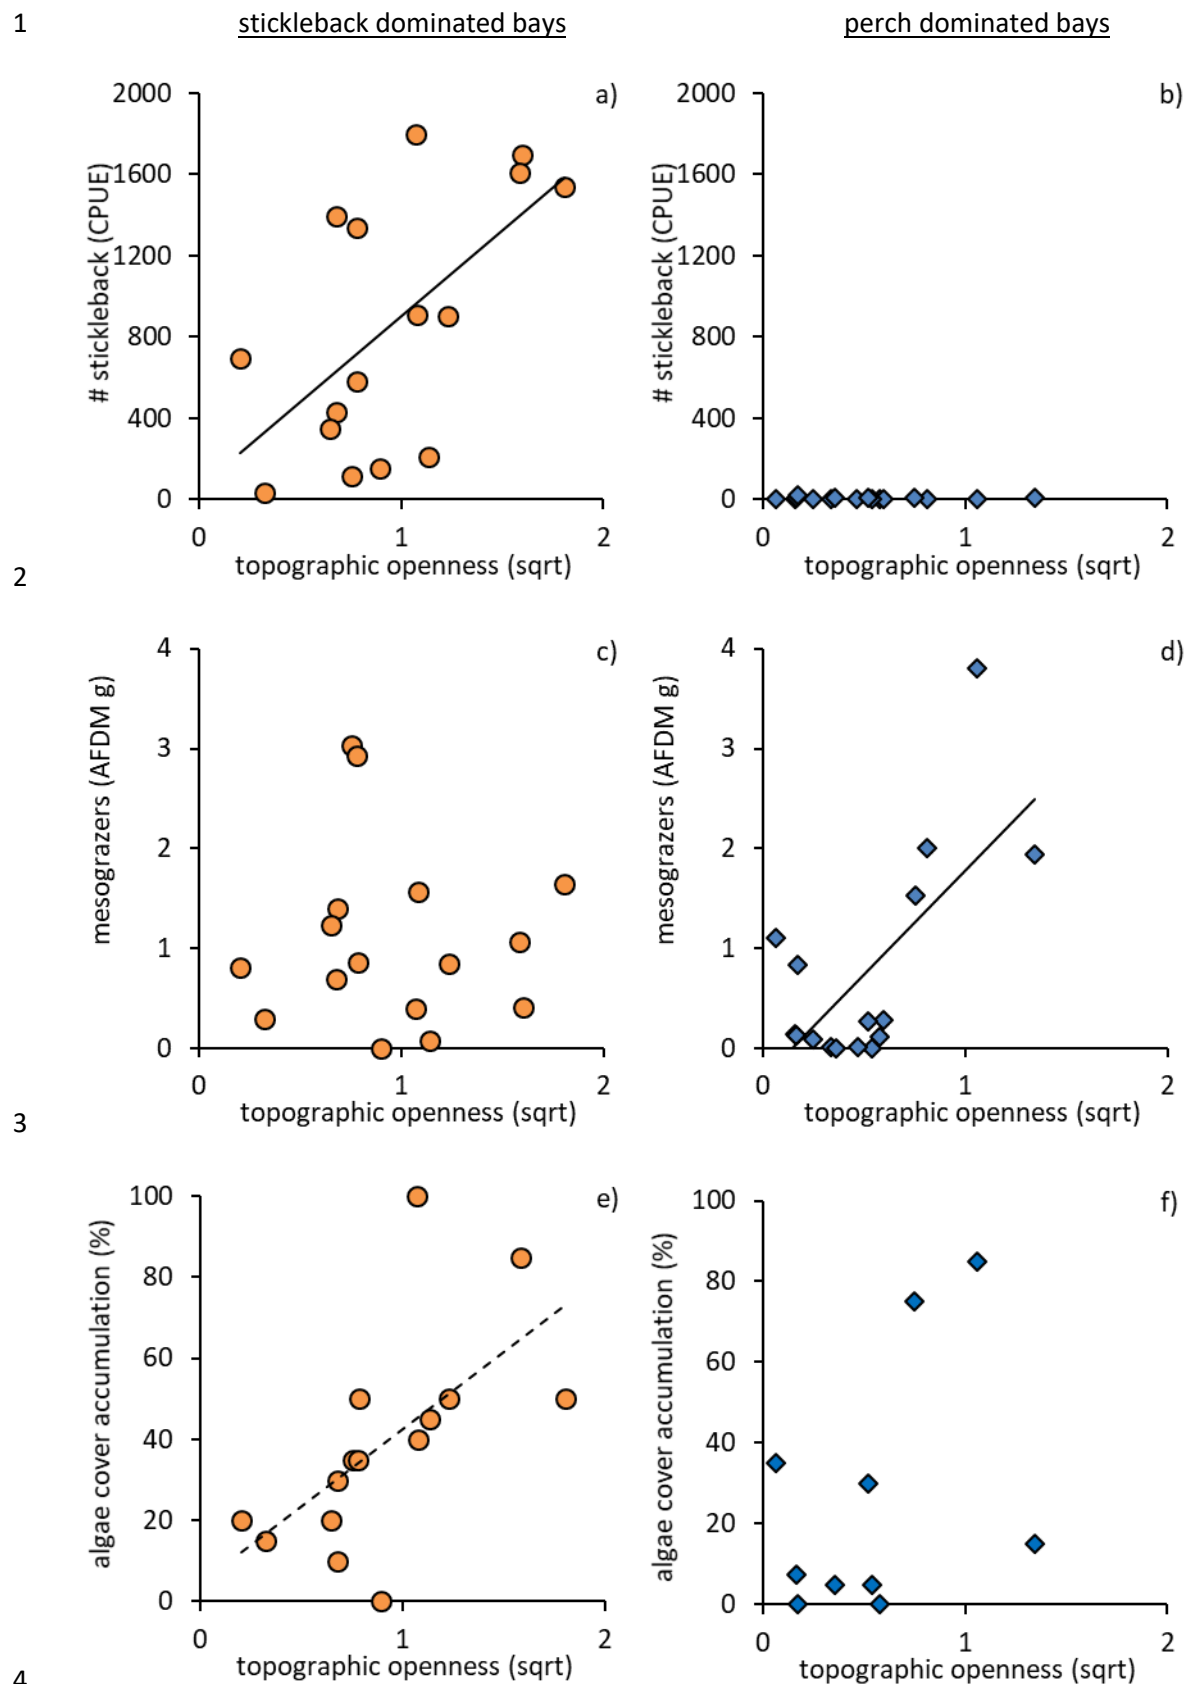 1 stickleback dominated bays perch dominated bays
a) b)
2000 2000
1600 1600
1200 1200
800 800
400 400
0 0
# stickleback (CPUE) # stickleback (CPUE)
0 1 2 0 1 2
topographic openness (sqrt) topographic openness (sqrt)
2
c) d)
4 4
3 3
2 2
1 1
0 0
mesograzers (AFDM g) mesograzers (AFDM g)
0 1 2 0 1 2
topographic openness (sqrt) topographic openness (sqrt)
3
e) f)
100 100
80 80
60 60
40 40
20 20
0 0
algae cover accumulation (%) algae cover accumulation (%)
0 1 2 0 1 2
topographic openness (sqrt) topographic openness (sqrt)
4